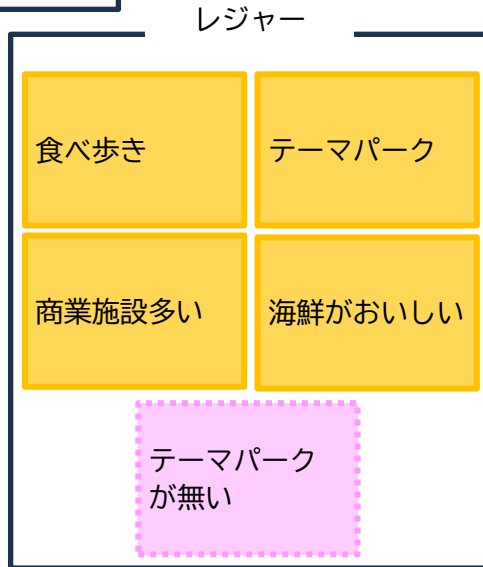 レジャー
食べ歩き
テーマパーク
商業施設多い
海鮮がおいしい
テーマパーク
が無い